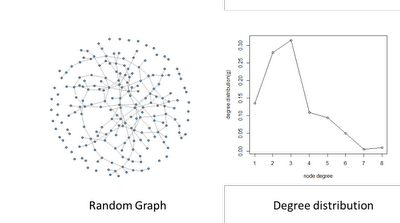 0.30
0.25
0.20
0.15
0.10
0.05
0.00
degree distribution(g)
1 2 3 4 5 6 7 8
node degree
Random Graph
Degree distribution